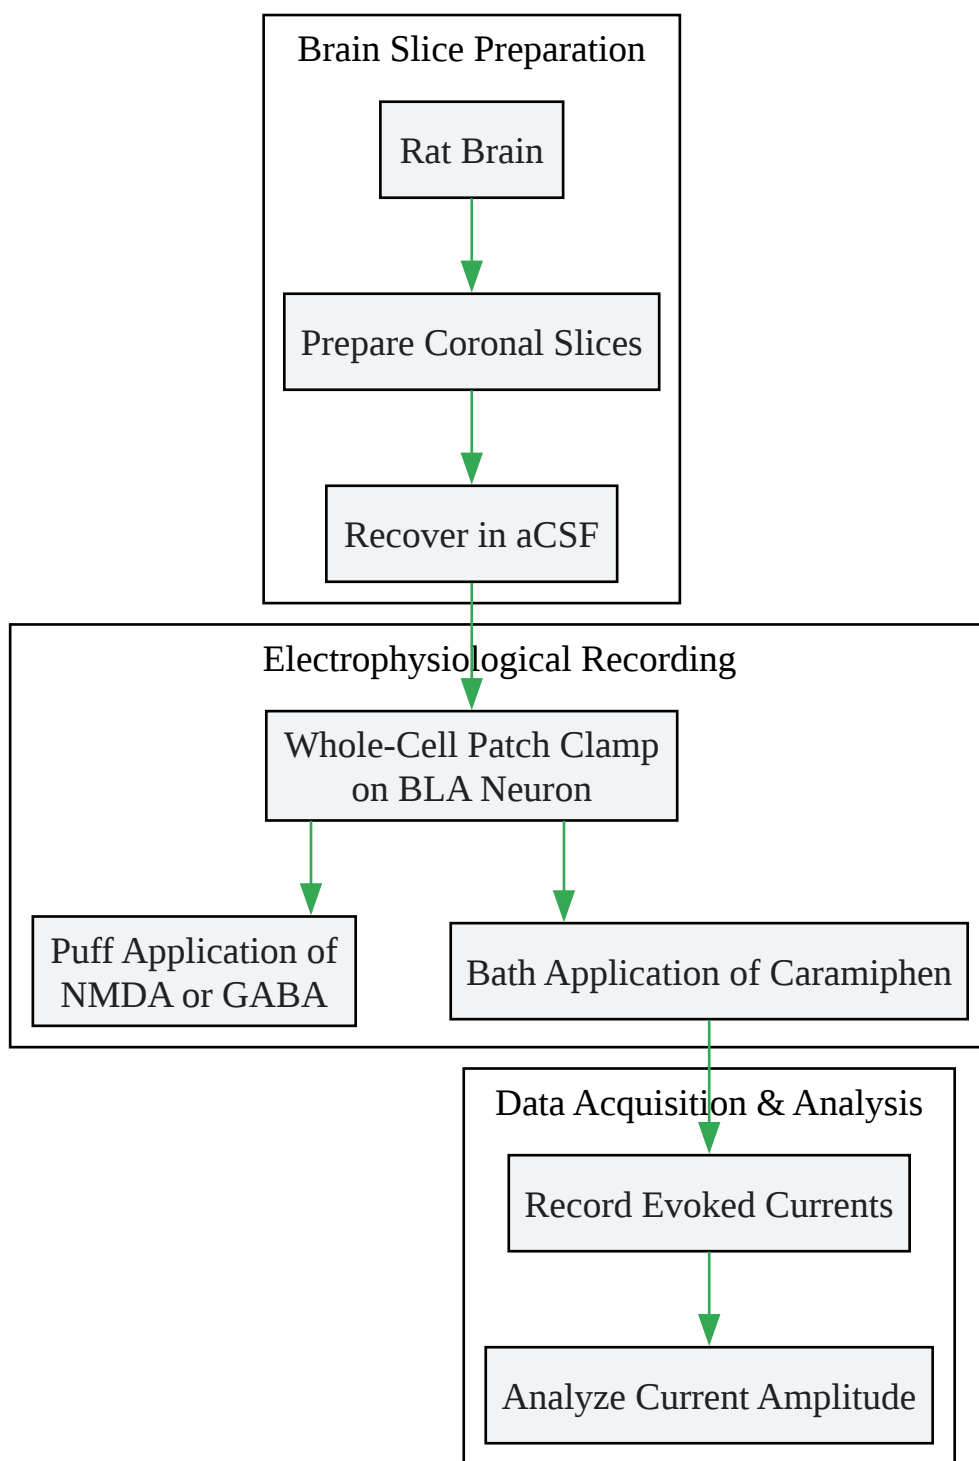 Brain Slice Preparation
Rat Brain
Prepare Coronal Slices
Recover in aCSF
Electrophysiological Recording
Whole-Cell Patch Clamp
on BLA Neuron
Puff Application of
NMDA or GABA
Bath Application of Caramiphen
Data Acquisition & Analysis
Record Evoked Currents
Analyze Current Amplitude